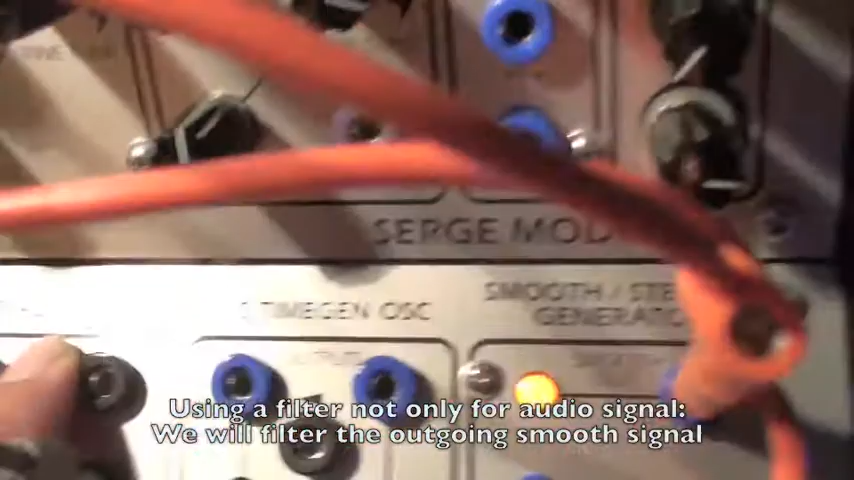 SERGE MOD
SMOOTH / STE
TIMEGEN OSC
GENERATO
Using a filter not only for audio signal:
We will filter the outgoing smooth signal